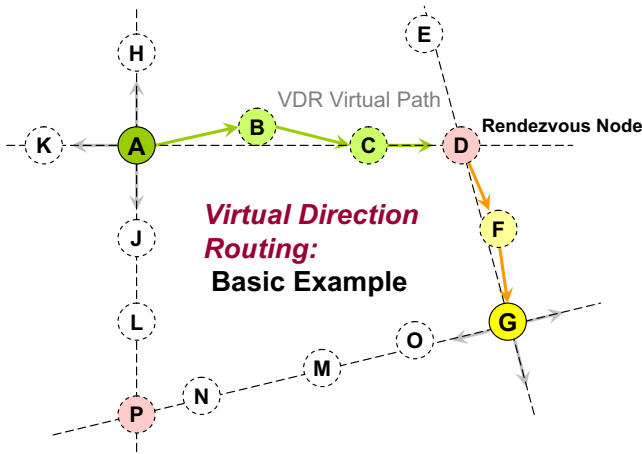 E
H
VDR Virtual Path
B
Rendezvous Node
K
A
C
D
Virtual Direction
Routing:
Basic Example
J
F
L
G
O
M
N
P